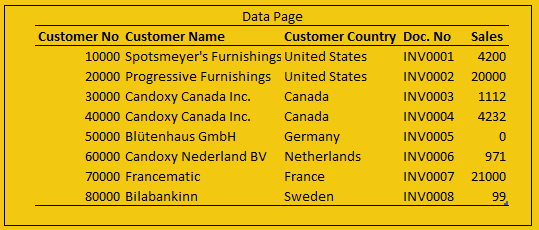 Data Page
Customer No Customer Name Customer Country Doc. No Sales
10000 Spotsmeyer's Furnishings United States INV0001 4200
20000 Progressive Furnishings United States INV0002 20000
30000 Candoxy Canada Inc. Canada INV0003 1112
40000 Candoxy Canada Inc. Canada INV0004 4232
50000 Blütenhaus GmbH Germany INV0005 0
60000 Candoxy Nederland BV Netherlands INV0006 971
70000 Francematic France INV0007 21000
80000 Bilabankinn Sweden INV0008 99